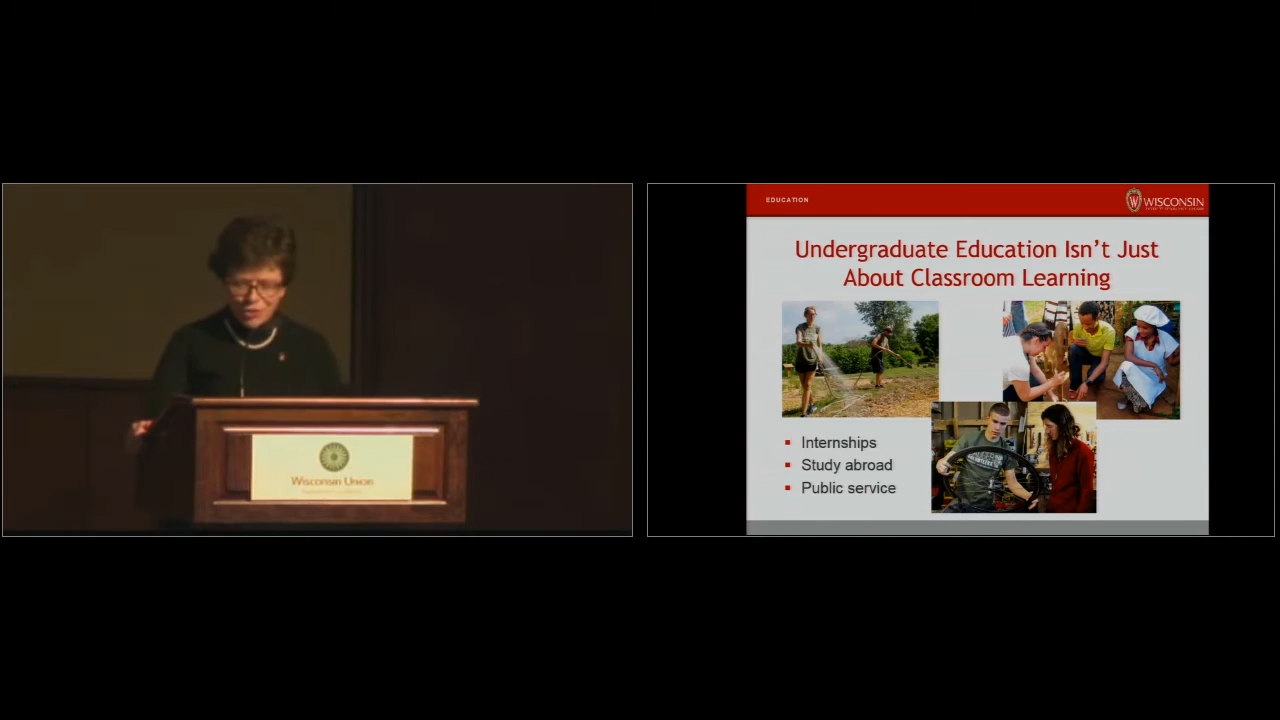 Wisconsin Union
EDUCATION
W
WISCONSIN
Undergraduate Education Isn't Just
About Classroom Learning
Internships
Study abroad
Public service